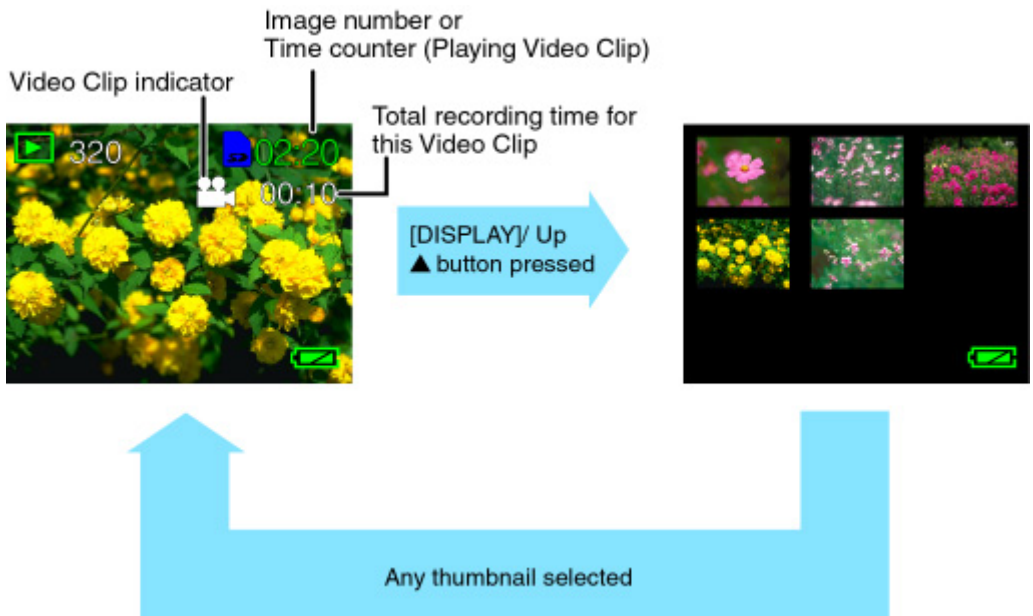 Image number or
Time counter (Playing Video Clip)
Video Clip indicator
Total recording time for
this Video Clip
320
02:20
00:10
[DISPLAY]/ Up
▲ button pressed
Any thumbnail selected